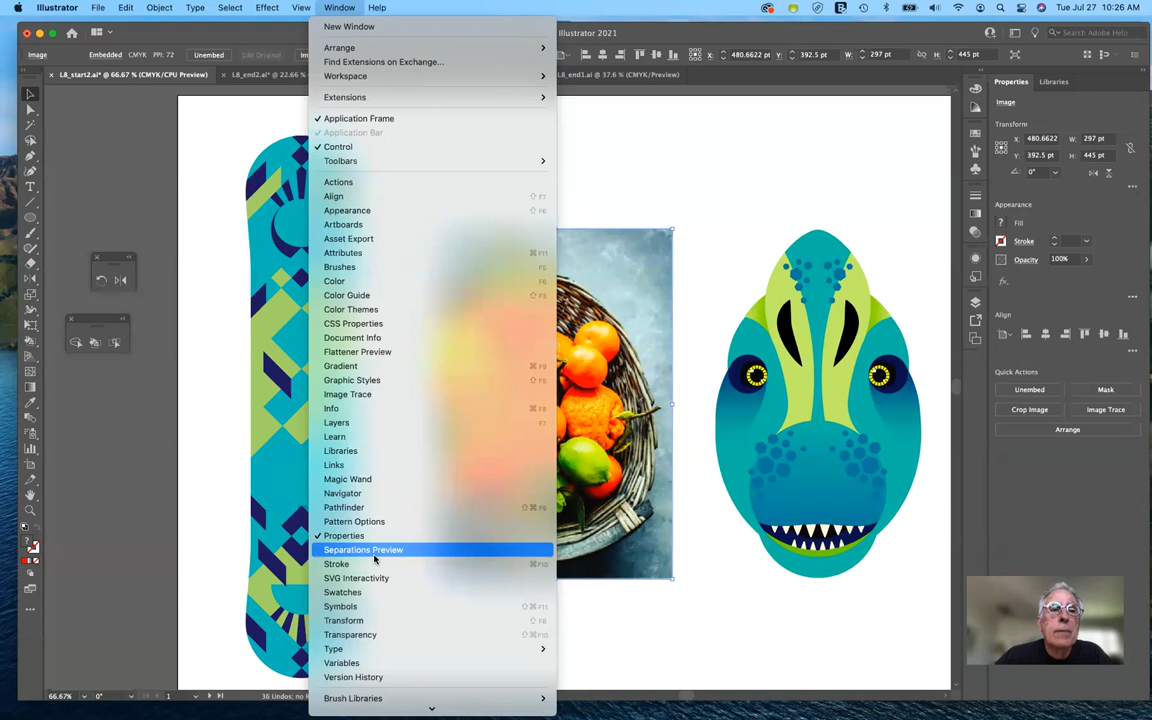 Illustrator File Edit Object Type Select Effect View Window Help Tue Jul 7 10:26 AM
Illustrator 2021
Search Adobe Help
Image Embedded CMYK PPI: 72 Unembed Edit Original X: 480.6622 Y: 392.5 pt W: 297 pt H: 445 pt
L8_start2.ai* @ 66.67 % (CMYK/CPU Preview) L8_end2.ai* @ 22.66 % L8_end1.ai @ 37.6 % (CMYK/Preview)
New Window
Arrange
Find Extensions on Exchange...
Workspace
Extensions
Application Frame
Application Bar
Control
Toolbars
Actions
Align ⇧F7
Appearance ⇧F6
Artboards
Asset Export
Attributes ⌘F11
Brushes F5
Color F6
Color Guide ⇧F3
Color Themes
CSS Properties
Document Info
Flattener Preview
Gradient ⌘F9
Graphic Styles ⇧F5
Image Trace
Info ⌘F8
Layers F7
Learn
Libraries
Links
Magic Wand
Navigator
Pathfinder ⇧⌘F9
Pattern Options
Properties
Separations Preview
Stroke ⌘F10
SVG Interactivity
Swatches
Symbols ⇧⌘F11
Transform ⇧F8
Transparency ⇧⌘F10
Type
Variables
Version History
Brush Libraries
Properties Libraries
Image
Transform
X: 480.6622 W: 297 pt
Y: 392.5 pt H: 445 pt
0°
Appearance
Fill
Stroke
Opacity 100%
fx.
Align
Quick Actions
Unembed Mask
Crop Image Image Trace
Arrange
66.67% 0° 1 36 Undos: